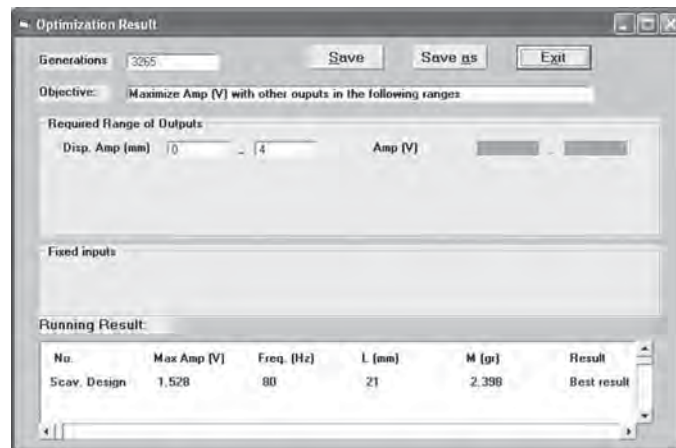 Optimization Result
Generations 3265 Save Save as Exit
Objective: Maximize Amp (V) with other ouputs in the following ranges
Required Range of Outputs
Disp. Amp (mm) 0 - 4 Amp (V) -
Fixed inputs
Running Result:
No. Max Amp (V) Freq. (Hz) L (mm) M (gr) Result
Scav. Design 1.528 80 21 2.398 Best result